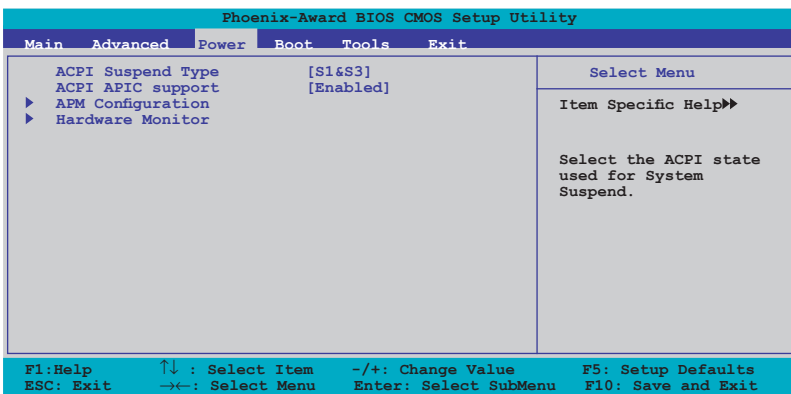 Phoenix-Award BIOS CMOS Setup Utility
Main Advanced Power Boot Tools Exit
ACPI Suspend Type [S1&S3]
ACPI APIC support [Enabled]
APM Configuration
Hardware Monitor
Select Menu
Item Specific Help
Select the ACPI state
used for System
Suspend.
F1:Help ↑↓ : Select Item -/+: Change Value F5: Setup Defaults
ESC: Exit →←: Select Menu Enter: Select SubMenu F10: Save and Exit